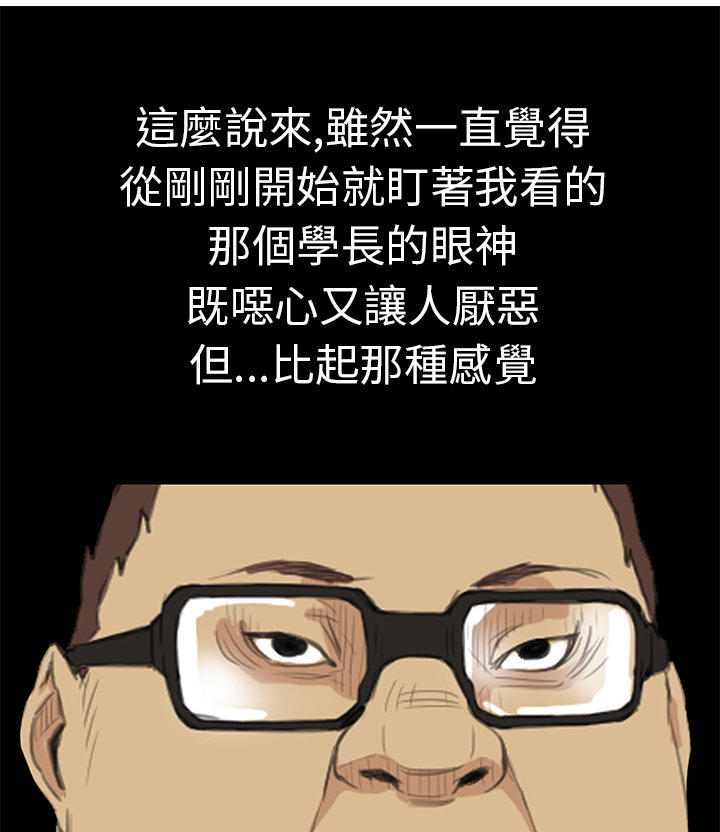 這麼說來,雖然一直覺得
從剛剛開始就盯著我看的
那個學長的眼神
既噁心又讓人厭惡
但...比起那種感覺